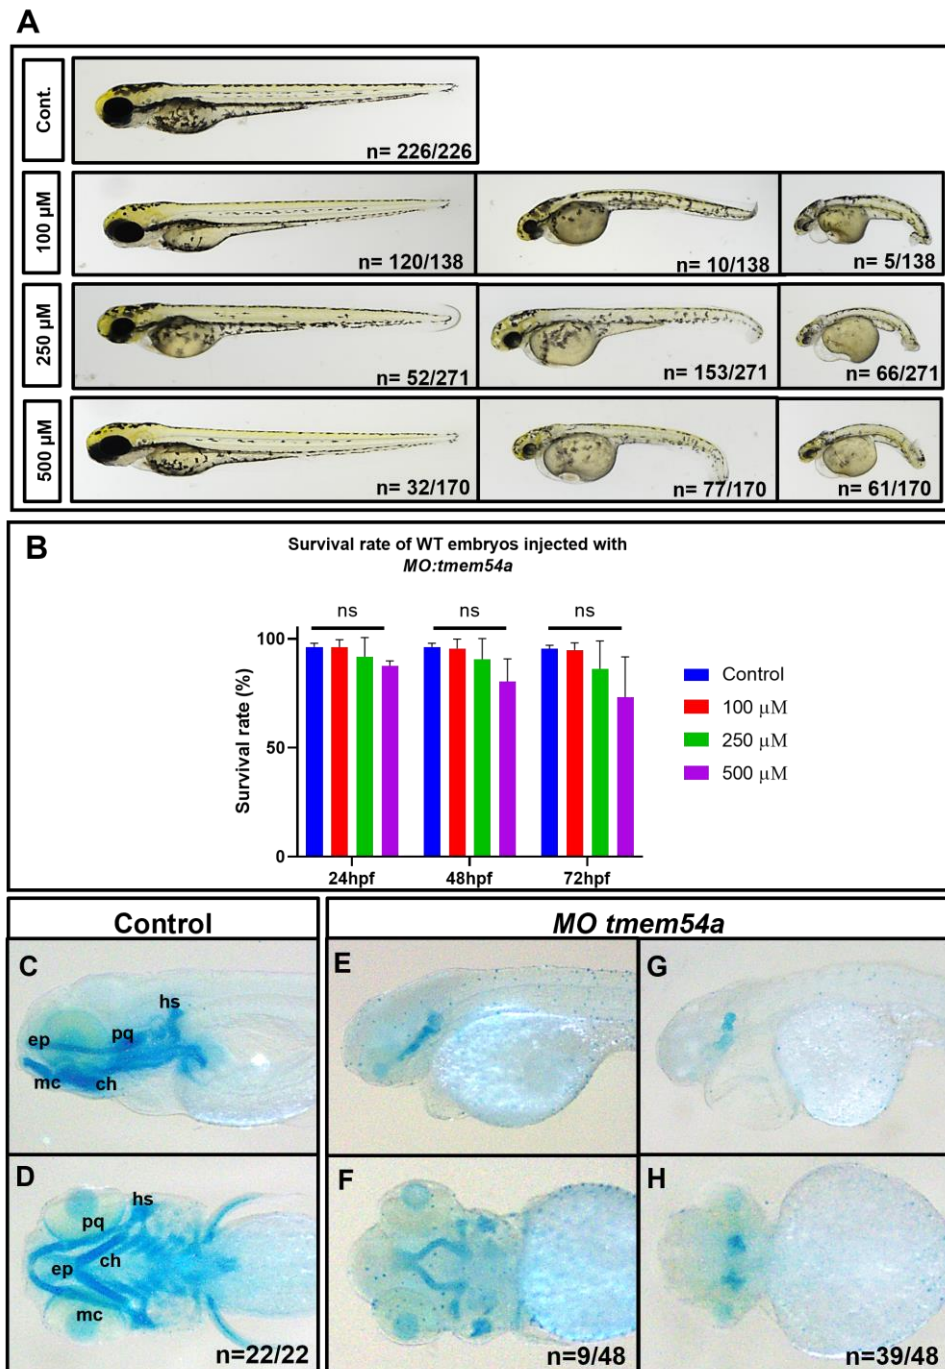 A
Cont.
n= 226/226
100 µM
n= 120/138
n= 10/138
n= 5/138
250 µM
n= 52/271
n= 153/271
n= 66/271
500 µM
n= 32/170
n= 77/170
n= 61/170
B
Survival rate of WT embryos injected with
MO:tmem54a
ns
ns
ns
Survival rate (%)
100
50
0
24hpf
48hpf
72hpf
Control
100 µM
250 µM
500 µM
Control
MO tmem54a
C
hs
pq
ep
mc
ch
E
G
D
hs
pq
ch
ep
mc
n=22/22
F
n=9/48
H
n=39/48